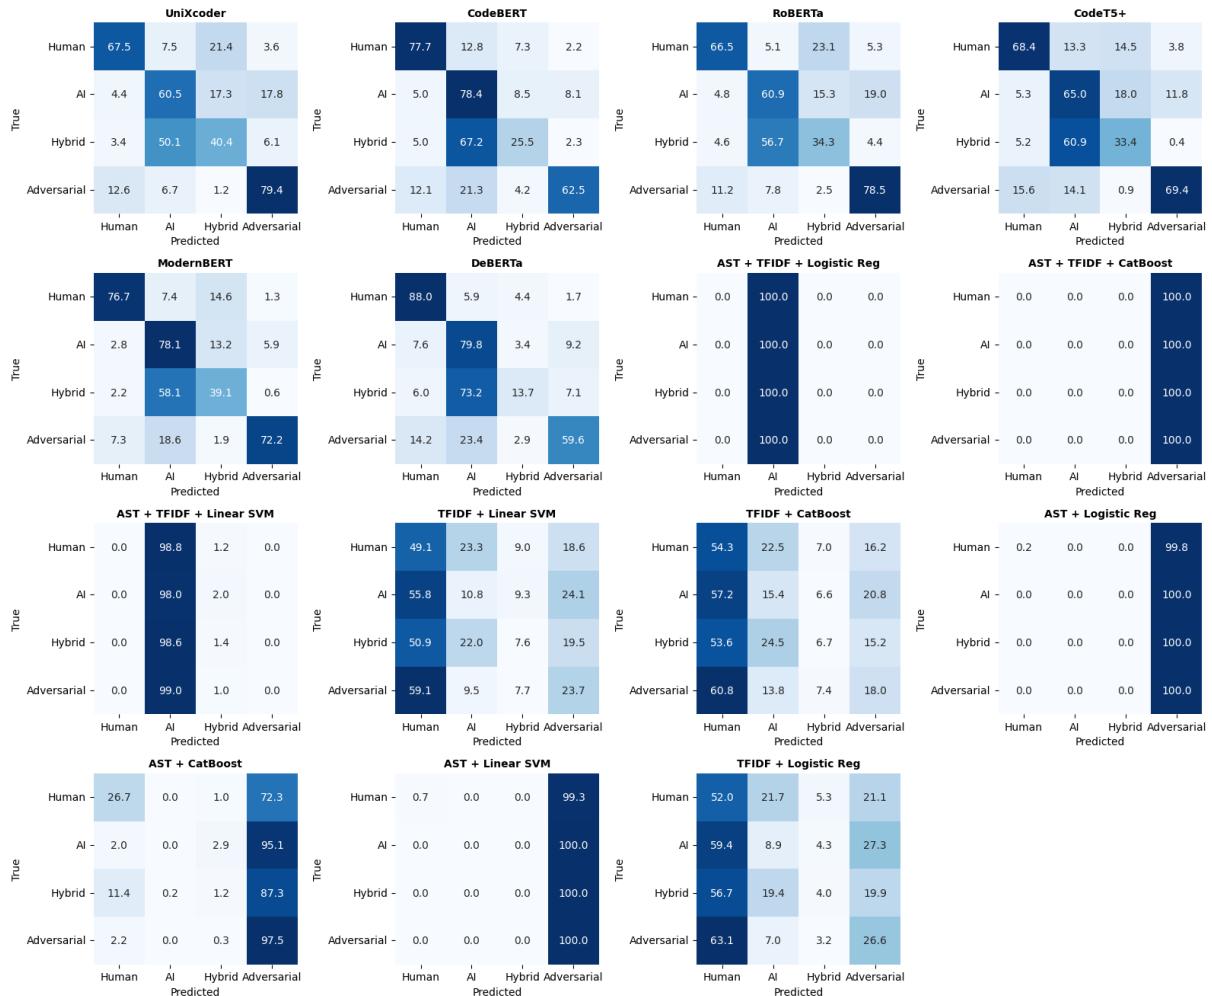 UniXcoder
CodeBERT
RoBERTa
CodeT5+
Human 67.5 7.5 21.4 3.6
AI 4.4 60.5 17.3 17.8
Hybrid 3.4 50.1 40.4 6.1
Adversarial 12.6 6.7 1.2 79.4
Human AI Hybrid Adversarial
Predicted
True
Human 77.7 12.8 7.3 2.2
AI 5.0 78.4 8.5 8.1
Hybrid 5.0 67.2 25.5 2.3
Adversarial 12.1 21.3 4.2 62.5
Human AI Hybrid Adversarial
Predicted
True
Human 66.5 5.1 23.1 5.3
AI 4.8 60.9 15.3 19.0
Hybrid 4.6 56.7 34.3 4.4
Adversarial 11.2 7.8 2.5 78.5
Human AI Hybrid Adversarial
Predicted
True
Human 68.4 13.3 14.5 3.8
AI 5.3 65.0 18.0 11.8
Hybrid 5.2 60.9 33.4 0.4
Adversarial 15.6 14.1 0.9 69.4
Human AI Hybrid Adversarial
Predicted
True
ModernBERT
DeBERTa
AST + TFIDF + Logistic Reg
AST + TFIDF + CatBoost
Human 76.7 7.4 14.6 1.3
AI 2.8 78.1 13.2 5.9
Hybrid 2.2 58.1 39.1 0.6
Adversarial 7.3 18.6 1.9 72.2
Human AI Hybrid Adversarial
Predicted
True
Human 88.0 5.9 4.4 1.7
AI 7.6 79.8 3.4 9.2
Hybrid 6.0 73.2 13.7 7.1
Adversarial 14.2 23.4 2.9 59.6
Human AI Hybrid Adversarial
Predicted
True
Human 0.0 100.0 0.0 0.0
AI 0.0 100.0 0.0 0.0
Hybrid 0.0 100.0 0.0 0.0
Adversarial 0.0 100.0 0.0 0.0
Human AI Hybrid Adversarial
Predicted
True
Human 0.0 0.0 0.0 100.0
AI 0.0 0.0 0.0 100.0
Hybrid 0.0 0.0 0.0 100.0
Adversarial 0.0 0.0 0.0 100.0
Human AI Hybrid Adversarial
Predicted
True
AST + TFIDF + Linear SVM
TFIDF + Linear SVM
TFIDF + CatBoost
AST + Logistic Reg
Human 0.0 98.8 1.2 0.0
AI 0.0 98.0 2.0 0.0
Hybrid 0.0 98.6 1.4 0.0
Adversarial 0.0 99.0 1.0 0.0
Human AI Hybrid Adversarial
Predicted
True
Human 49.1 23.3 9.0 18.6
AI 55.8 10.8 9.3 24.1
Hybrid 50.9 22.0 7.6 19.5
Adversarial 59.1 9.5 7.7 23.7
Human AI Hybrid Adversarial
Predicted
True
Human 54.3 22.5 7.0 16.2
AI 57.2 15.4 6.6 20.8
Hybrid 53.6 24.5 6.7 15.2
Adversarial 60.8 13.8 7.4 18.0
Human AI Hybrid Adversarial
Predicted
True
Human 0.2 0.0 0.0 99.8
AI 0.0 0.0 0.0 100.0
Hybrid 0.0 0.0 0.0 100.0
Adversarial 0.0 0.0 0.0 100.0
Human AI Hybrid Adversarial
Predicted
True
AST + CatBoost
AST + Linear SVM
TFIDF + Logistic Reg
Human 26.7 0.0 1.0 72.3
AI 2.0 0.0 2.9 95.1
Hybrid 11.4 0.2 1.2 87.3
Adversarial 2.2 0.0 0.3 97.5
Human AI Hybrid Adversarial
Predicted
True
Human 0.7 0.0 0.0 99.3
AI 0.0 0.0 0.0 100.0
Hybrid 0.0 0.0 0.0 100.0
Adversarial 0.0 0.0 0.0 100.0
Human AI Hybrid Adversarial
Predicted
True
Human 52.0 21.7 5.3 21.1
AI 59.4 8.9 4.3 27.3
Hybrid 56.7 19.4 4.0 19.9
Adversarial 63.1 7.0 3.2 26.6
Human AI Hybrid Adversarial
Predicted
True